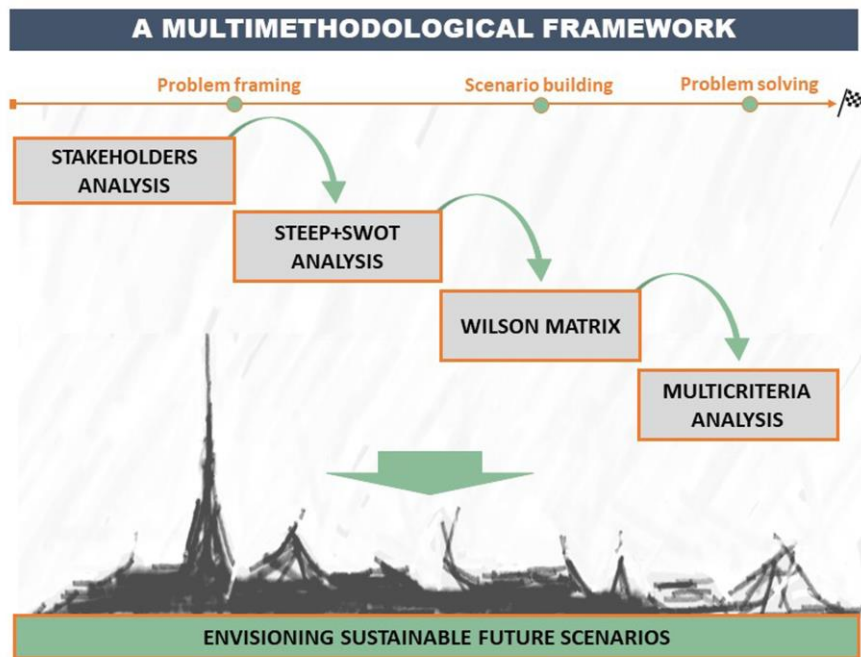 A MULTIMETHODOLOGICAL FRAMEWORK
Problem framing
Scenario building
Problem solving
STAKEHOLDERS
ANALYSIS
STEEP+SWOT
ANALYSIS
WILSON MATRIX
MULTICRITERIA
ANALYSIS
ENVISIONING SUSTAINABLE FUTURE SCENARIOS